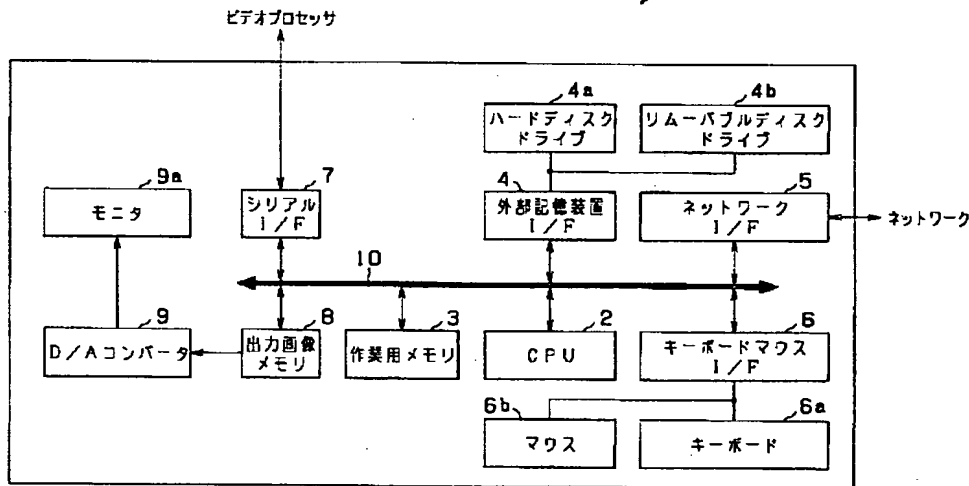 ビデオプロセッサ
4a
4b
ハードディスク
ドライブ
リムーバブルディスク
ドライブ
9a
モニタ
7
シリアル
I/F
4
外部記憶装置
I/F
5
ネットワーク
I/F
ネットワーク
10
9
D/Aコンバータ
8
出力画像
メモリ
3
作業用メモリ
2
CPU
6
キーボードマウス
I/F
6b
マウス
6a
キーボード